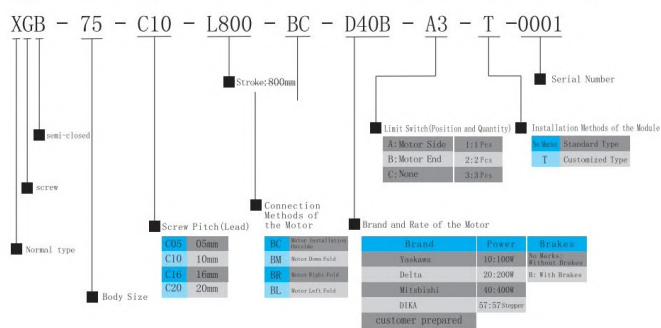 XGB - 75 - C10 - L800 - BC - D40B - A3 - T -0001
Serial Number
Stroke:800mm
Limit Switch(Position and Quantity)
A:Motor Side 1:1Pcs
B:Motor End 2:2Pcs
C:None 3:3Pcs
Installation Methods of the Module
No Marks Standard Type
T Customized Type
semi-closed
screw
Normal type
Body Size
Screw Pitch(Lead)
C05 05mm
C10 10mm
C16 16mm
C20 20mm
Connection
Methods of
the Motor
BC Motor Installation Outside
BM Motor Down Fold
BR Motor Right Fold
BL Motor Left Fold
Brand and Rate of the Motor
Brand Power Brakes
Yaskawa 10:100W No Marks: Without Brakes
Delta 20:200W B: With Brakes
Mitsbishi 40:400W
DIKA 57:57Stepper
customer prepared